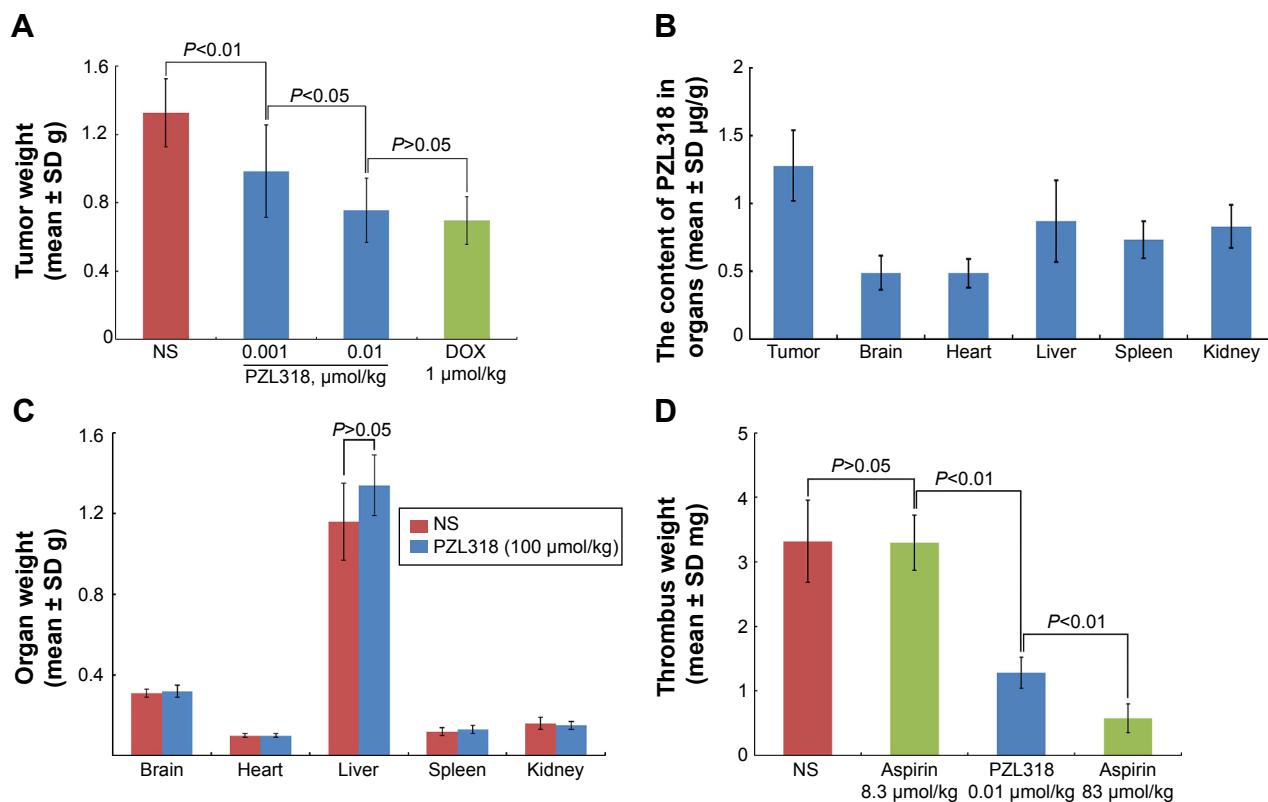 A
Tumor weight
(mean ± SD g)
1.6
1.2
0.8
0.4
0
P<0.01
P<0.05
P>0.05
NS
0.001
0.01
DOX
PZL318, µmol/kg
1 µmol/kg
B
The content of PZL318 in
organs (mean ± SD µg/g)
2
1.5
1
0.5
0
Tumor
Brain
Heart
Liver
Spleen
Kidney
C
Organ weight
(mean ± SD g)
1.6
1.2
0.8
0.4
P>0.05
NS
PZL318 (100 µmol/kg)
Brain
Heart
Liver
Spleen
Kidney
D
Thrombus weight
(mean ± SD mg)
5
4
3
2
1
0
P>0.05
P<0.01
P<0.01
NS
Aspirin
8.3 µmol/kg
PZL318
0.01 µmol/kg
Aspirin
83 µmol/kg